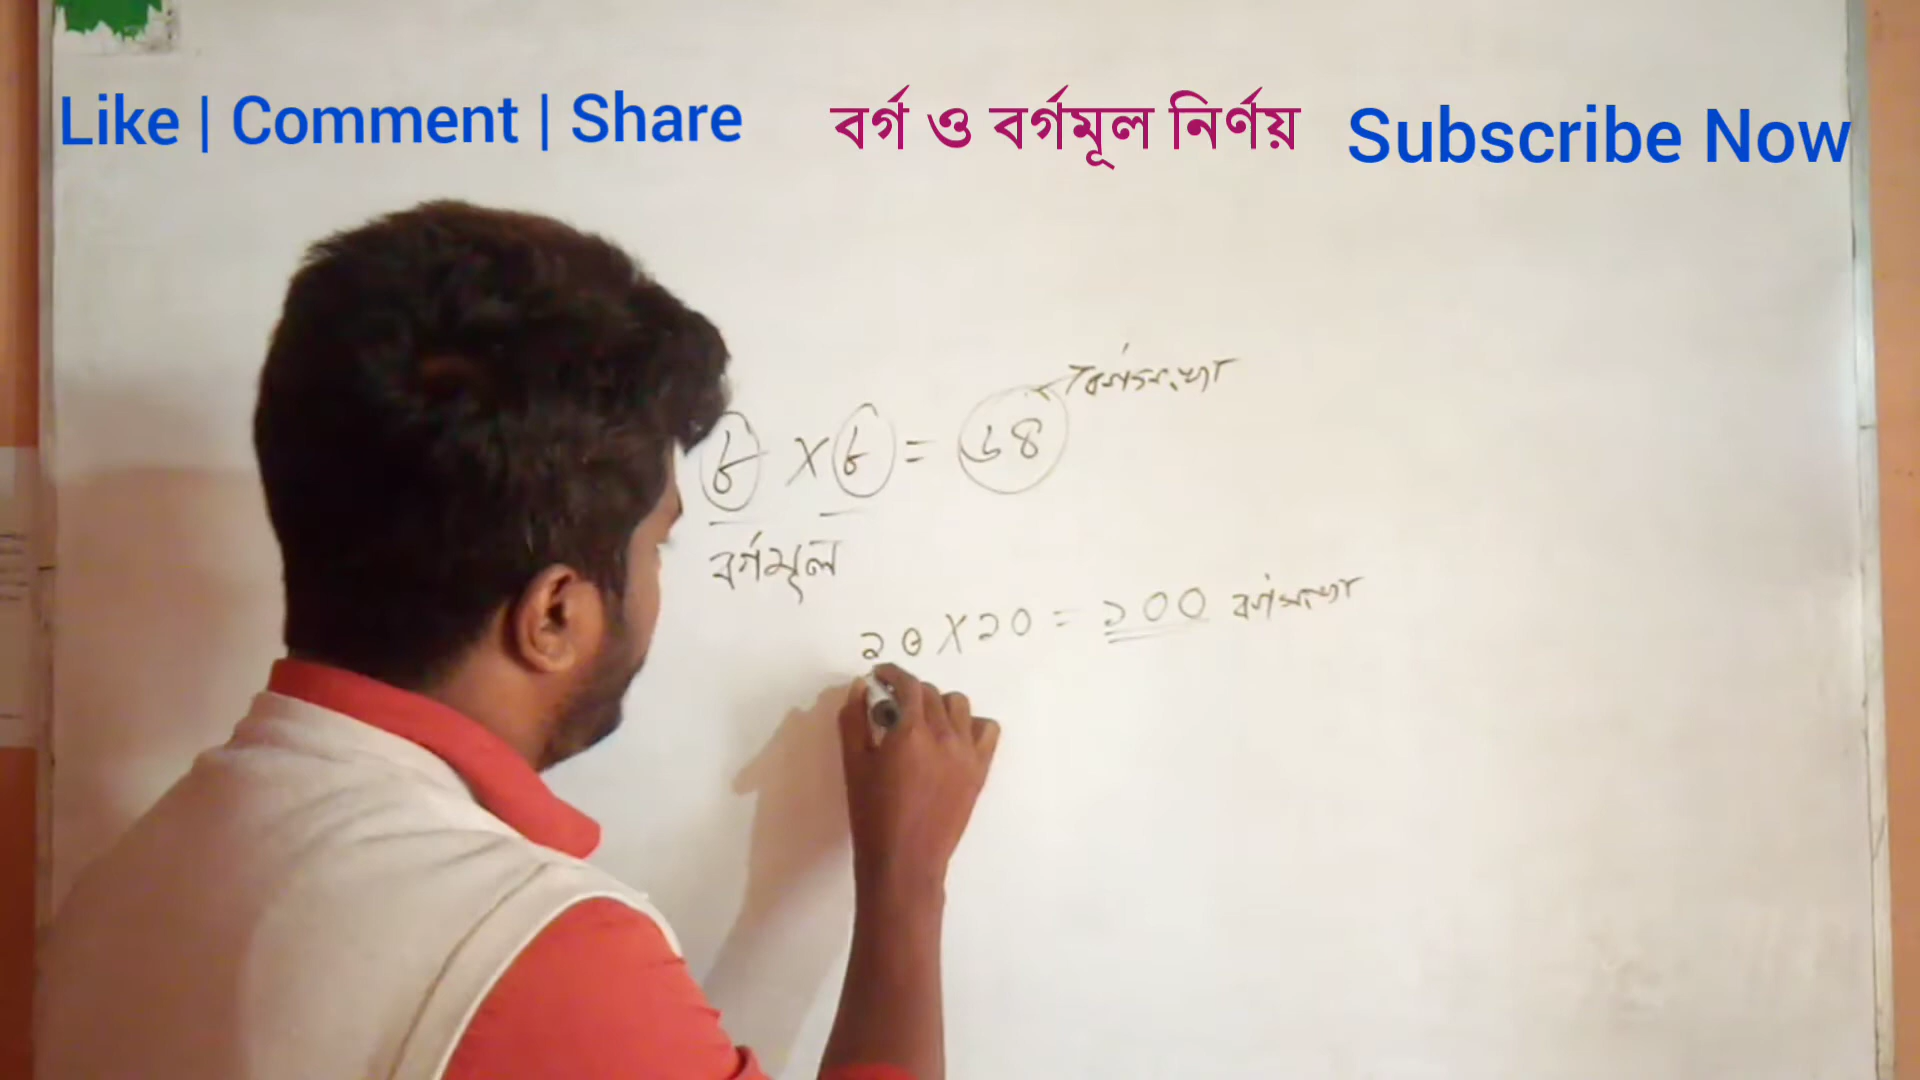 Like | Comment | Share বর্গ ও বর্গমূল নির্ণয় Subscribe Now
বর্গসংখ্যা
৮ X ৮ = ৬৪
বর্গমূল
১০ X ১০ = ১০০ বর্গসংখ্যা